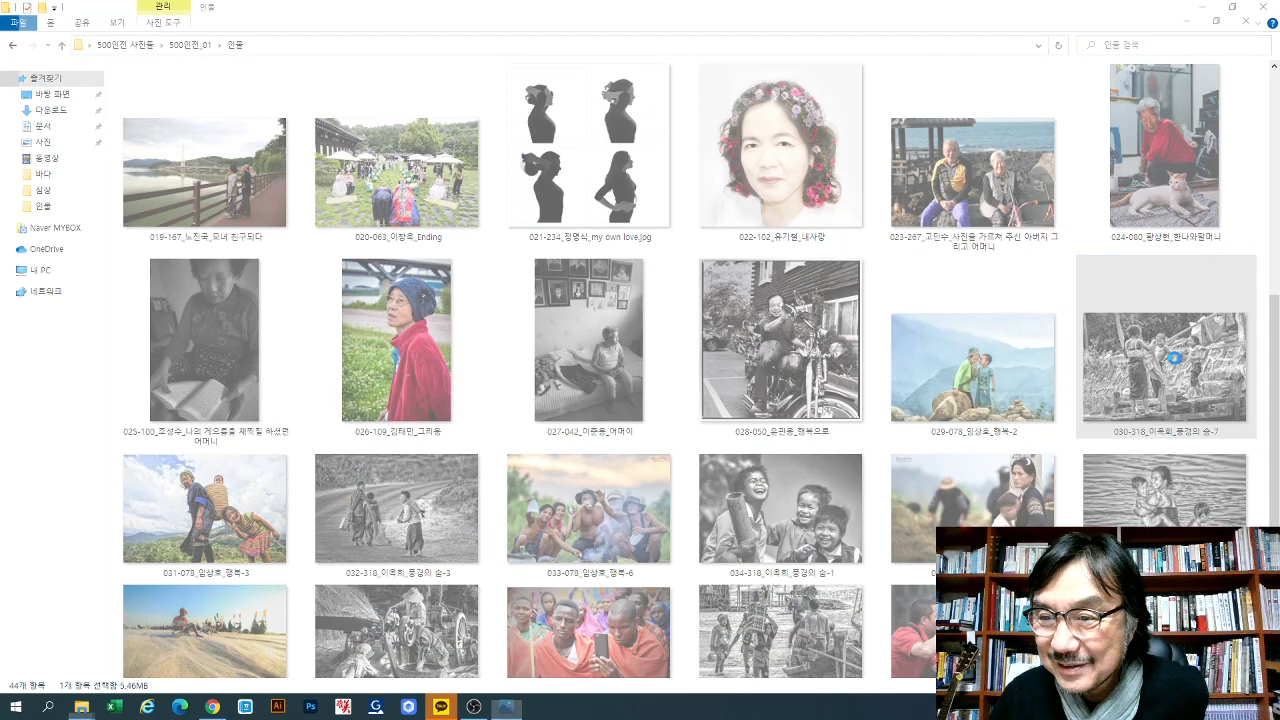 관리
인물
파일
홈
공유
보기
사진 도구
500인전 사진들 > 500인전_01 > 인물
인물 검색
즐겨찾기
바탕 화면
다운로드
문서
사진
동영상
바다
심상
인물
Naver MYBOX
OneDrive
내 PC
네트워크
019-167_노진국_모녀 친구되다
020-063_이향룩_Ending
021-234_정명식_my own love.jpg
022-102_유기철_내사랑
023-267_고민수_사진을 가르쳐 주신 아버지 그
리고 어머니
024-080_황상현_하나와할머니
025-100_조성수_나의 게으름을 재찍질 하셨던
어머니
026-109_김태민_그리움
027-042_이준용_어머이
028-050_윤판웅_행복으로
029-078_임상호_행복-2
030-318_이옥희_풍경의 숨-7
031-078_임상호_행복-3
032-318_이옥희_풍경의 숨-3
033-078_임상호_행복-6
034-318_이옥희_풍경의 숨-1
44개 항목
1개 항목 선택함 5.46MB